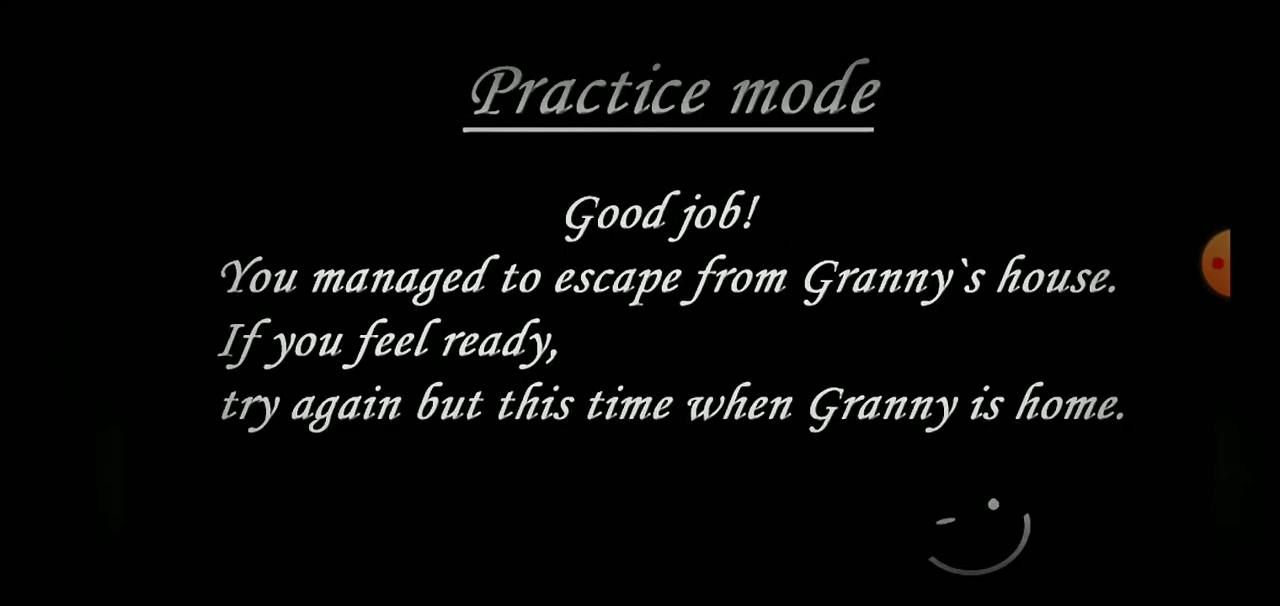 Practice mode
Good job!
You managed to escape from Granny`s house.
If you feel ready,
try again but this time when Granny is home.